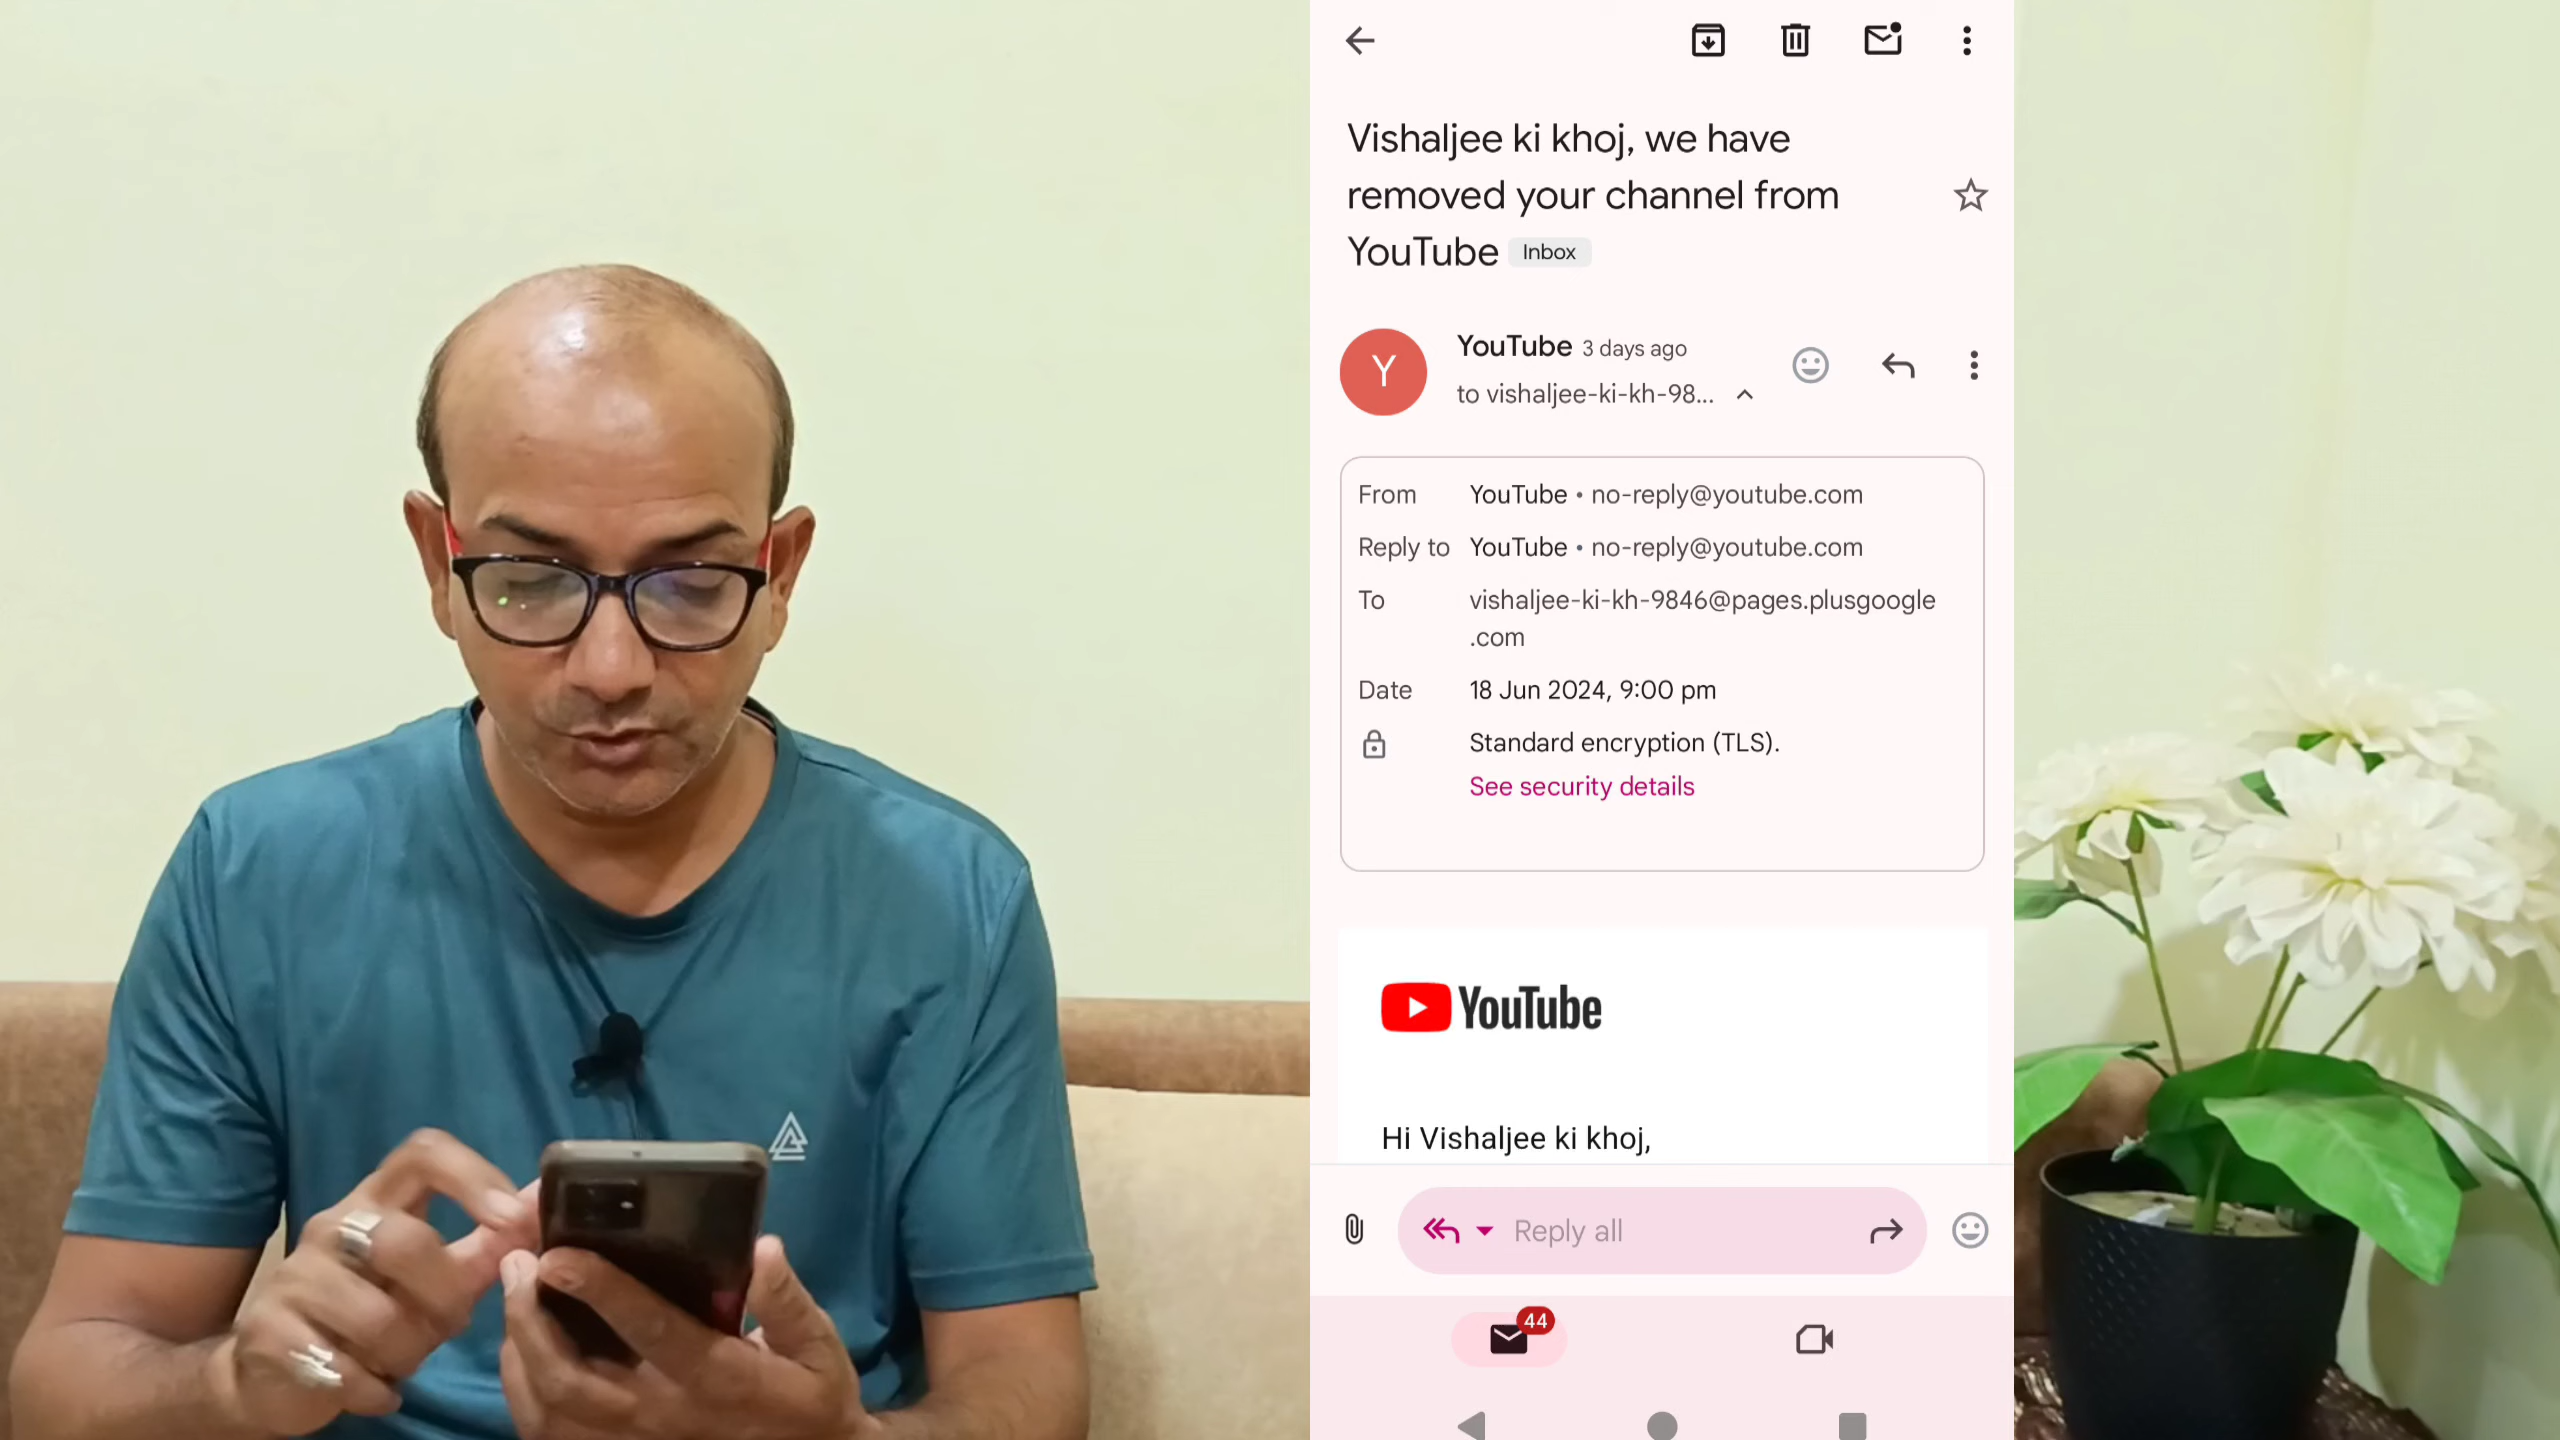 Vishaljee ki khoj, we have
removed your channel from
YouTube Inbox
Y
YouTube 3 days ago
to vishaljee-ki-kh-98...
From YouTube • no-reply@youtube.com
Reply to YouTube • no-reply@youtube.com
To vishaljee-ki-kh-9846@pages.plusgoogle
.com
Date 18 Jun 2024, 9:00 pm
Standard encryption (TLS).
See security details
YouTube
Hi Vishaljee ki khoj,
Reply all
44